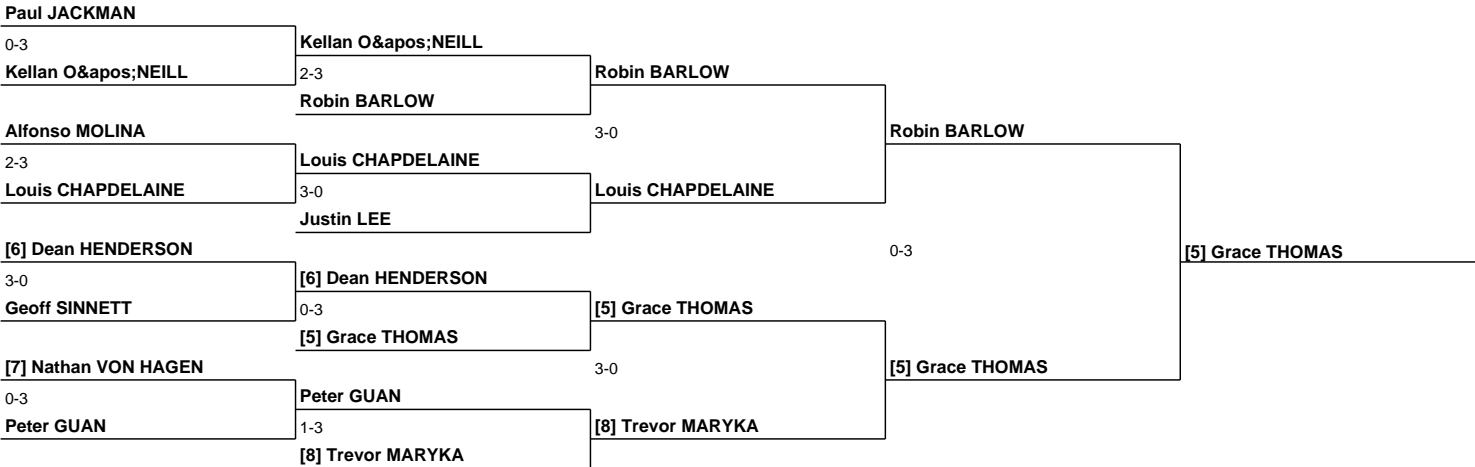 Paul JACKMAN
0-3
Kellan O&apos;NEILL
Kellan O&apos;NEILL
2-3
Robin BARLOW
Robin BARLOW
Alfonso MOLINA
3-0
Robin BARLOW
2-3
Louis CHAPDELAINE
Louis CHAPDELAINE
3-0
Louis CHAPDELAINE
Justin LEE
[6] Dean HENDERSON
0-3
[5] Grace THOMAS
3-0
[6] Dean HENDERSON
Geoff SINNETT
0-3
[5] Grace THOMAS
[5] Grace THOMAS
[7] Nathan VON HAGEN
3-0
[5] Grace THOMAS
0-3
Peter GUAN
Peter GUAN
1-3
[8] Trevor MARYKA
[8] Trevor MARYKA